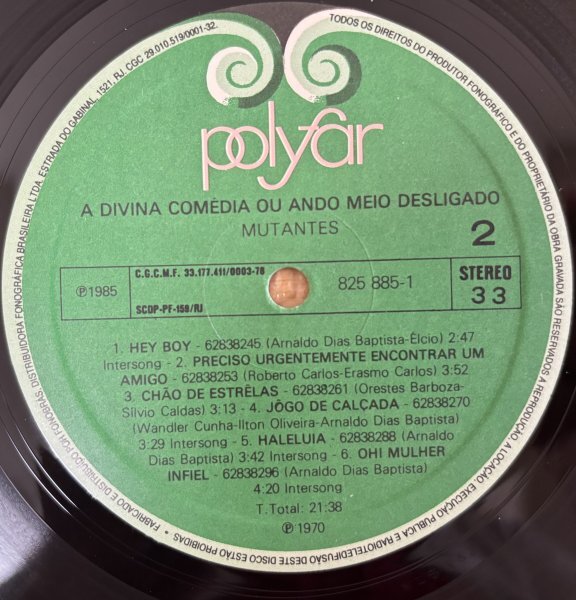 polyfar
A DIVINA COMÉDIA OU ANDO MEIO DESLIGADO
MUTANTES
2
℗1985
C.G.C.M.F. 33.177.411/0003-78
SCDP-PF-159/RJ
825 885-1
STEREO
33
1. HEY BOY - 62838245 (Arnaldo Dias Baptista-Élcio) 2:47
Intersong - 2. PRECISO URGENTEMENTE ENCONTRAR UM
AMIGO - 62838253 (Roberto Carlos-Erasmo Carlos) 3:52
3. CHÃO DE ESTRÊLAS - 62838261 (Orestes Barboza-
Sílvio Caldas) 3:13 - 4. JÔGO DE CALÇADA - 62838270
(Wandler Cunha-Ilton Oliveira-Arnaldo Dias Baptista)
3:29 Intersong - 5. HALELUIA - 62838288 (Arnaldo
Dias Baptista) 3:42 Intersong - 6. OH! MULHER
INFIEL - 62838296 (Arnaldo Dias Baptista)
4:20 Intersong
T. Total: 21:38
℗ 1970
TODOS OS DIREITOS DO PRODUTOR FONOGRÁFICO E DO PROPRIETÁRIO DA OBRA GRAVADA SÃO RESERVADOS. A REPRODUÇÃO, A LOCAÇÃO, EXECUÇÃO PÚBLICA E RADIOTELEDIFUSÃO DESTE DISCO ESTÃO PROIBIDAS • FABRICADO E DISTRIBUÍDO POR FONOBRÁS DISTRIBUIDORA FONOGRÁFICA BRASILEIRA LTDA. ESTRADA DO GABINAL, 1521, RJ, CGC 29.010.519/0001-32.